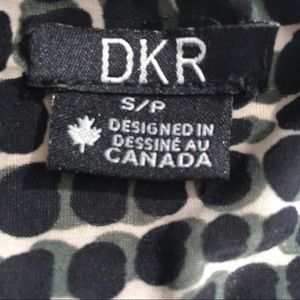 DKR
S/P
DESIGNED IN
DESSINÉ AU
CANADA